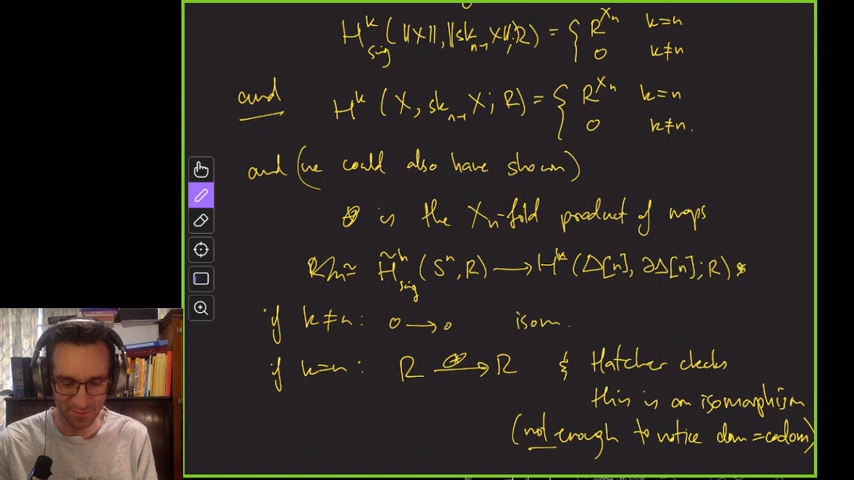 H^k_sing(||X||, ||sk_{n-1} X||; R) = { R^{X_n} k=n
0 k≠n
and H^k(X, sk_{n-1} X; R) = { R^{X_n} k=n
0 k≠n.
and (we could also have shown)
is the X_n-fold product of maps
H̃^n_sing(S^n, R) → H^k(Δ[n], ∂Δ[n]; R)
if k≠n: 0 → 0 isom.
if k=n: R → R & Hatcher checks
this is an isomorphism
(not enough to notice dom = codom)